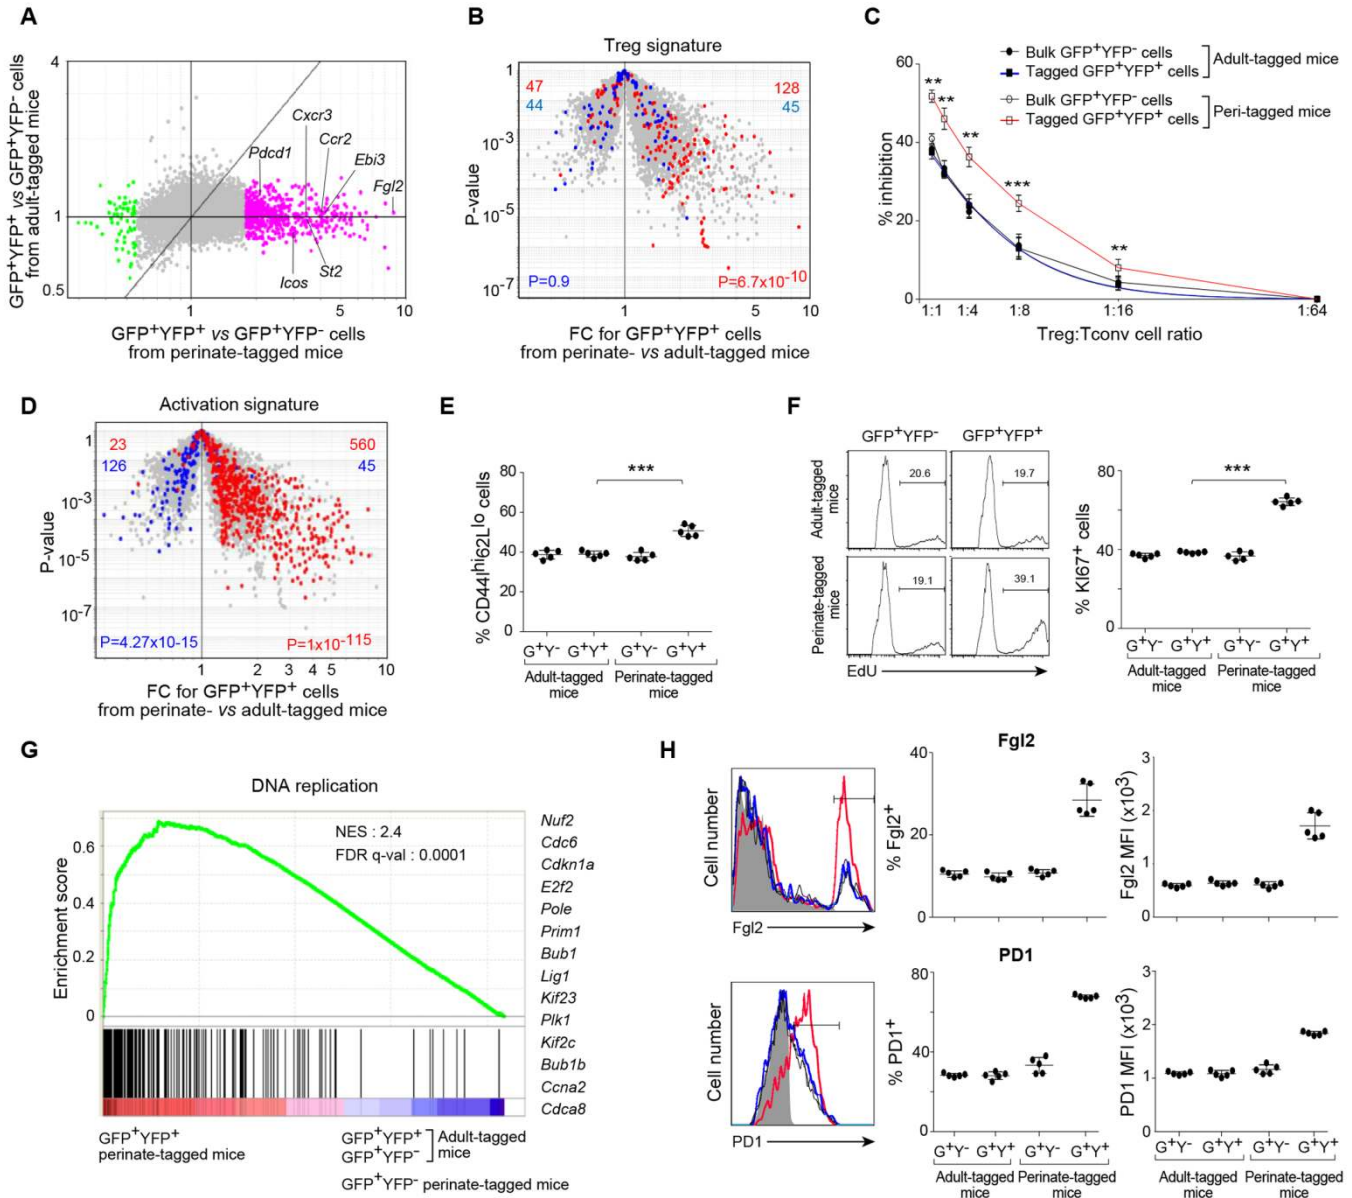 A
GFP+YFP+ vs GFP+YFP- cells
from adult-tagged mice
4
1
0.5
Cxcr3
Pdcd1
Ccr2
Ebi3
Fgl2
St2
Icos
1
5
10
GFP+YFP+ vs GFP+YFP- cells
from perinate-tagged mice
B
Treg signature
P-value
1
10-3
10-5
10-7
47
44
128
45
P=0.9
P=6.7x10-10
1
5
10
FC for GFP+YFP+ cells
from perinate- vs adult-tagged mice
C
Bulk GFP+YFP- cells
Tagged GFP+YFP+ cells
Adult-tagged mice
Bulk GFP+YFP- cells
Tagged GFP+YFP+ cells
Peri-tagged mice
% inhibition
60
40
20
0
**
**
**
***
**
1:1
1:4
1:8
1:16
1:64
Treg:Tconv cell ratio
D
Activation signature
P-value
1
10-3
10-5
10-7
23
126
560
45
P=4.27x10-15
P=1x10-115
1
2
3
4
5
10
FC for GFP+YFP+ cells
from perinate- vs adult-tagged mice
E
% CD44hi62Llo cells
80
60
40
20
0
***
G+Y-
G+Y+
G+Y-
G+Y+
Adult-tagged
mice
Perinate-tagged
mice
F
GFP+YFP-
GFP+YFP+
Adult-tagged
mice
20.6
19.7
Perinate-tagged
mice
19.1
39.1
EdU
% KI67+ cells
80
40
0
***
G+Y-
G+Y+
G+Y-
G+Y+
Adult-tagged
mice
Perinate-tagged
mice
G
DNA replication
Enrichment score
0.6
0.4
0.2
0
NES : 2.4
FDR q-val : 0.0001
Nuf2
Cdc6
Cdkn1a
E2f2
Pole
Prim1
Bub1
Lig1
Kif23
Plk1
Kif2c
Bub1b
Ccna2
Cdca8
GFP+YFP+
perinate-tagged mice
GFP+YFP+
GFP+YFP-
Adult-tagged
mice
GFP+YFP- perinate-tagged mice
H
Fgl2
Cell number
Fgl2
% Fgl2+
40
20
0
Fgl2 MFI (x103)
3
2
1
0
PD1
Cell number
PD1
% PD1+
80
40
0
G+Y-
G+Y+
G+Y-
G+Y+
Adult-tagged
mice
Perinate-tagged
mice
PD1 MFI (x103)
3
2
1
0
G+Y-
G+Y+
G+Y-
G+Y+
Adult-tagged
mice
Perinate-tagged
mice